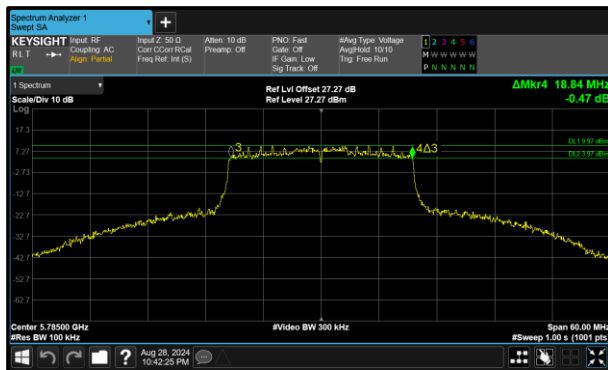 Spectrum Analyzer 1
Swept SA
KEYSIGHT
RLT
Input: RF
Coupling: AC
Align: Partial
Input Z: 50 Ω
Corr CCorr RCal
Freq Ref: Int (S)
Atten: 10 dB
Preamp: Off
PNO: Fast
Gate: Off
IF Gain: Low
Sig Track: Off
#Avg Type: Voltage
Avg|Hold: 10/10
Trig: Free Run
1 2 3 4 5 6
M W W W W W
P N N N N N
1 Spectrum
Scale/Div 10 dB
Ref Lvl Offset 27.27 dB
Ref Level 27.27 dBm
ΔMkr4 18.84 MHz
-0.47 dB
Log
17.3
7.27
-2.73
-12.7
-22.7
-32.7
-42.7
-52.7
-62.7
3
4Δ3
DL1 9.97 dBm
DL2 3.97 dBm
Center 5.78500 GHz
#Res BW 100 kHz
#Video BW 300 kHz
Span 60.00 MHz
#Sweep 1.00 s (1001 pts)
?
Aug 28, 2024
10:42:25 PM